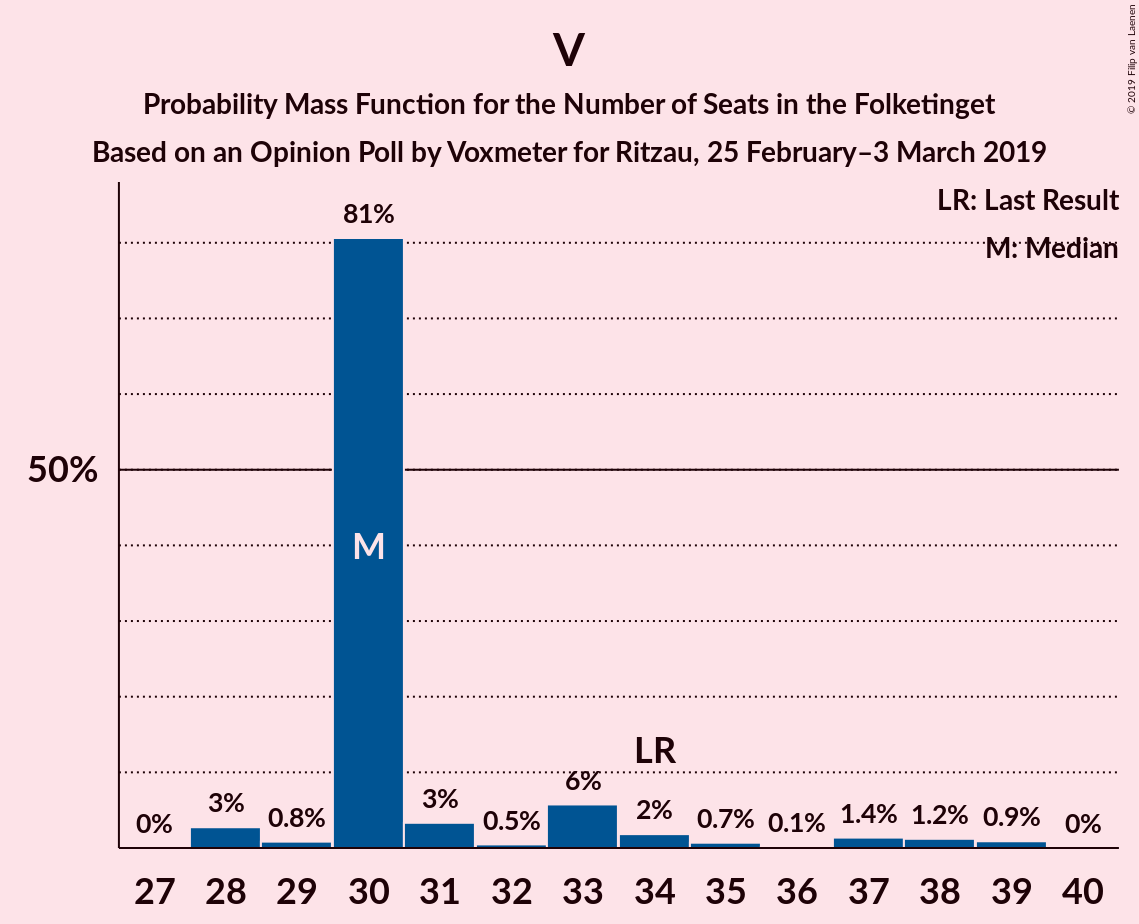 V
Probability Mass Function for the Number of Seats in the Folketinget
Based on an Opinion Poll by Voxmeter for Ritzau, 25 February–3 March 2019
© 2019 Filip van Laenen
LR: Last Result
M: Median
50%
0%
3%
0.8%
81%
3%
0.5%
6%
2%
0.7%
0.1%
1.4%
1.2%
0.9%
0%
M
LR
27 28 29 30 31 32 33 34 35 36 37 38 39 40